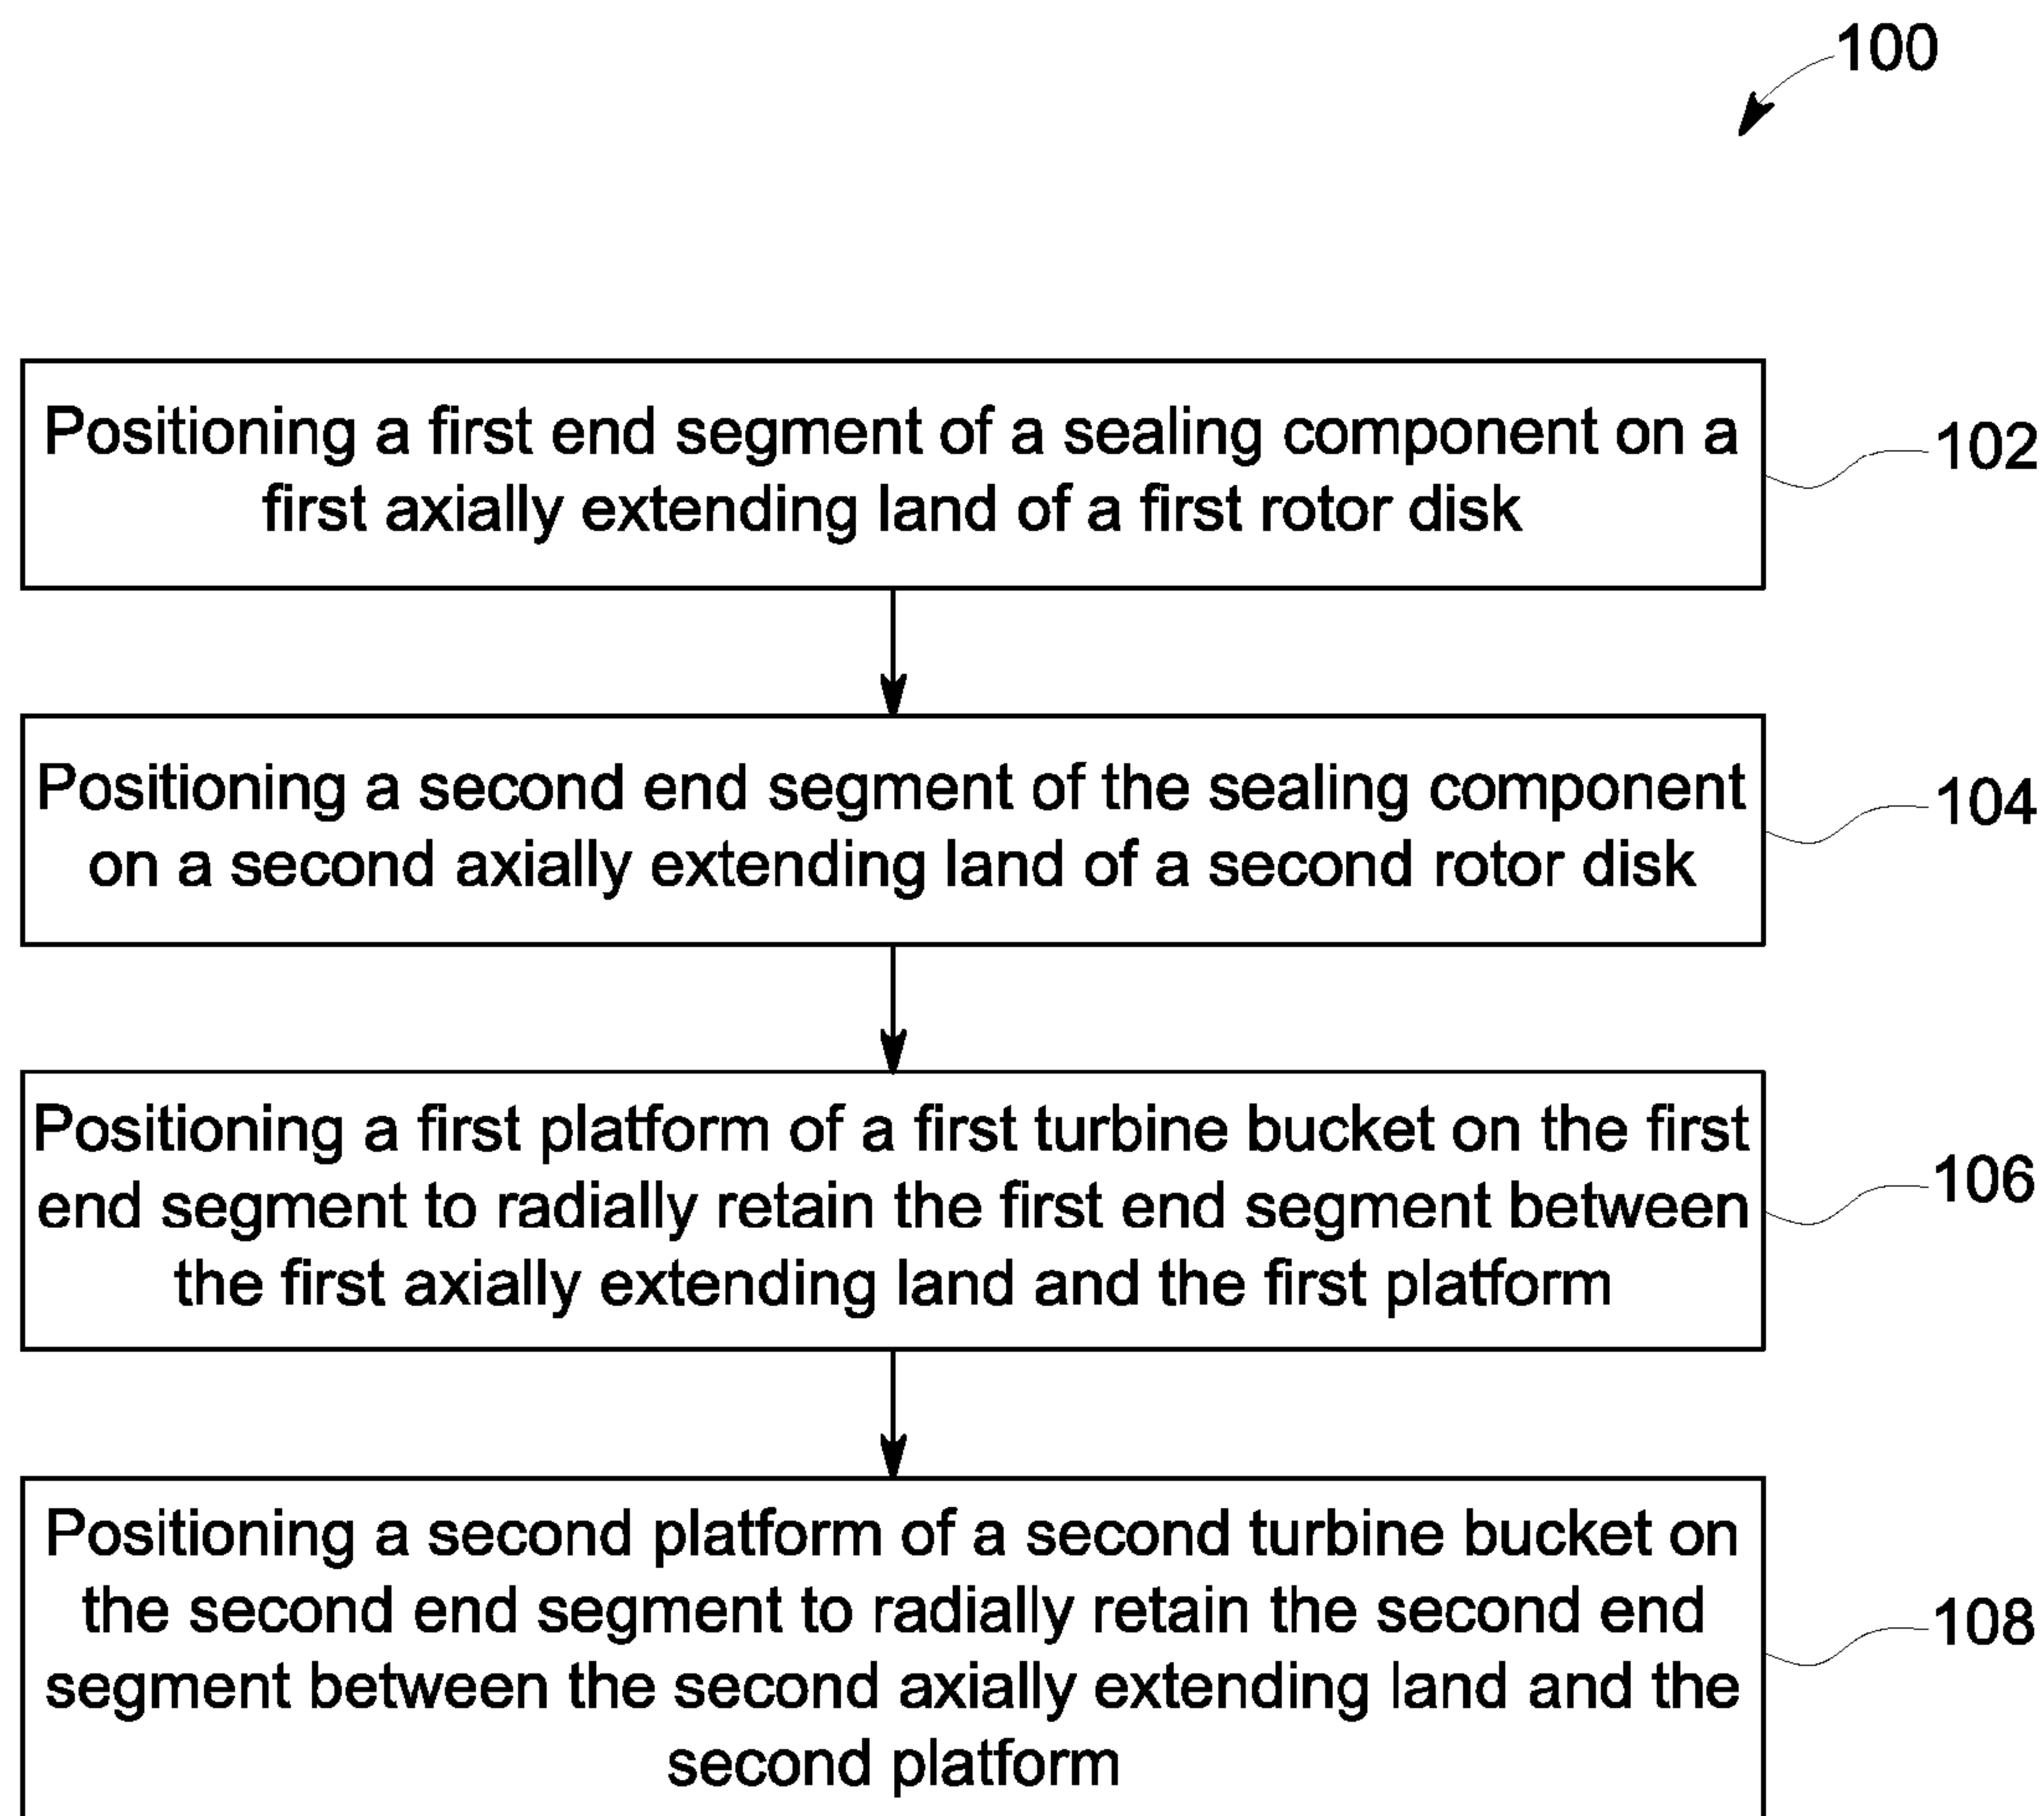 100
Positioning a first end segment of a sealing component on a
first axially extending land of a first rotor disk
102
Positioning a second end segment of the sealing component
on a second axially extending land of a second rotor disk
104
Positioning a first platform of a first turbine bucket on the first
end segment to radially retain the first end segment between
the first axially extending land and the first platform
106
Positioning a second platform of a second turbine bucket on
the second end segment to radially retain the second end
segment between the second axially extending land and the
second platform
108